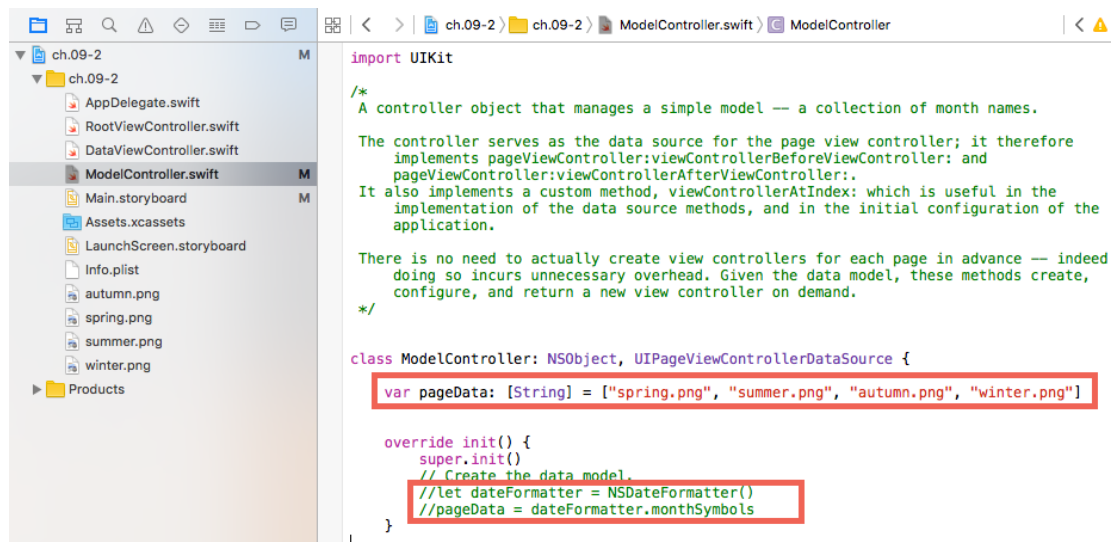 ch.09-2 〉 ch.09-2 〉 ModelController.swift 〉 C ModelController
ch.09-2 M
ch.09-2
AppDelegate.swift
RootViewController.swift
DataViewController.swift
ModelController.swift M
Main.storyboard M
Assets.xcassets
LaunchScreen.storyboard
Info.plist
autumn.png
spring.png
summer.png
winter.png
Products
import UIKit
/*
A controller object that manages a simple model –– a collection of month names.
The controller serves as the data source for the page view controller; it therefore
implements pageViewController:viewControllerBeforeViewController: and
pageViewController:viewControllerAfterViewController:.
It also implements a custom method, viewControllerAtIndex: which is useful in the
implementation of the data source methods, and in the initial configuration of the
application.
There is no need to actually create view controllers for each page in advance –– indeed
doing so incurs unnecessary overhead. Given the data model, these methods create,
configure, and return a new view controller on demand.
*/
class ModelController: NSObject, UIPageViewControllerDataSource {
var pageData: [String] = ["spring.png", "summer.png", "autumn.png", "winter.png"]
override init() {
super.init()
// Create the data model.
//let dateFormatter = NSDateFormatter()
//pageData = dateFormatter.monthSymbols
}